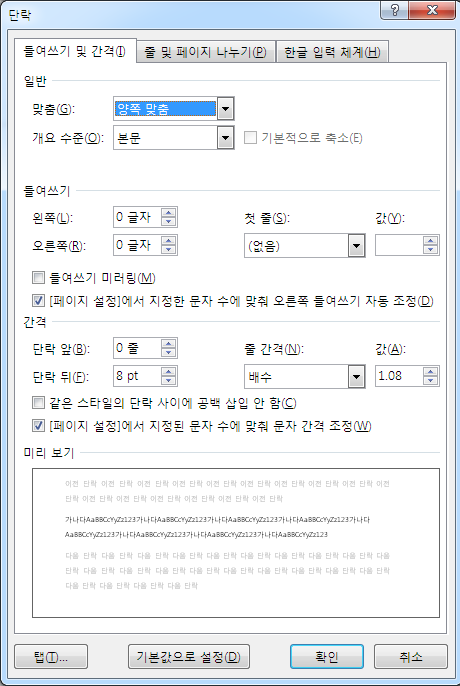 단락
들여쓰기 및 간격(I) 줄 및 페이지 나누기(P) 한글 입력 체계(H)
일반
맞춤(G): 양쪽 맞춤
개요 수준(O): 본문 기본적으로 축소(E)
들여쓰기
왼쪽(L): 0 글자 첫 줄(S): 값(Y):
오른쪽(R): 0 글자 (없음)
들여쓰기 미러링(M)
[페이지 설정]에서 지정한 문자 수에 맞춰 오른쪽 들여쓰기 자동 조정(D)
간격
단락 앞(B): 0 줄 줄 간격(N): 값(A):
단락 뒤(F): 8 pt 배수 1.08
같은 스타일의 단락 사이에 공백 삽입 안 함(C)
[페이지 설정]에서 지정된 문자 수에 맞춰 문자 간격 조정(W)
미리 보기
이전 단락 이전 단락 이전 단락 이전 단락 이전 단락 이전 단락 이전 단락 이전 단락 이전 단락 이전
단락 이전 단락 이전 단락 이전 단락 이전 단락 이전 단락 이전 단락
가나다AaBBCcYyZz123가나다AaBBCcYyZz123가나다AaBBCcYyZz123가나다AaBBCcYyZz123가나다
AaBBCcYyZz123가나다AaBBCcYyZz123가나다AaBBCcYyZz123가나다AaBBCcYyZz123
다음 단락 다음 단락 다음 단락 다음 단락 다음 단락 다음 단락 다음 단락 다음 단락 다음 단락 다음
단락 다음 단락 다음 단락 다음 단락 다음 단락 다음 단락 다음 단락 다음 단락 다음 단락 다음 단락
다음 단락 다음 단락 다음 단락 다음 단락
탭(T)... 기본값으로 설정(D) 확인 취소